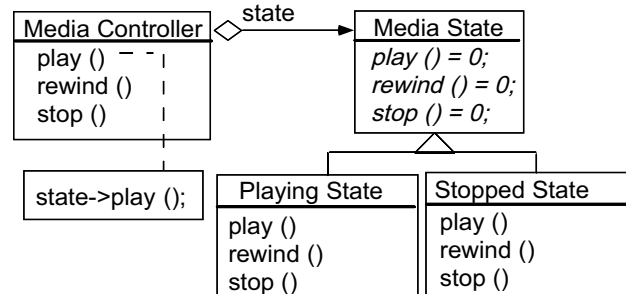 Media Controller
play ()
rewind ()
stop ()
state->play ();
state
Media State
play () = 0;
rewind () = 0;
stop () = 0;
Playing State
play ()
rewind ()
stop ()
Stopped State
play ()
rewind ()
stop ()